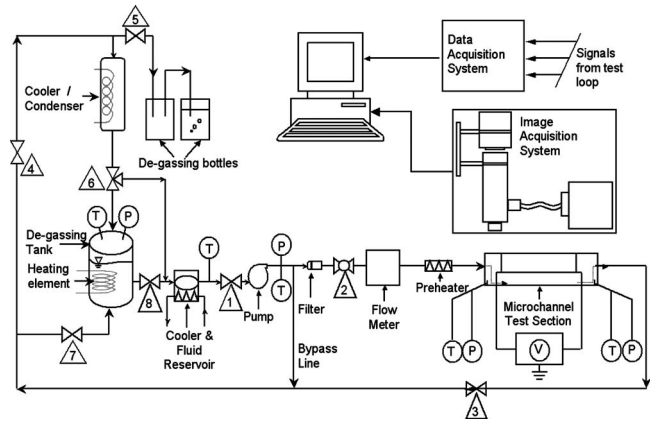 5
Data
Acquisition
System
Signals
from test
loop
Cooler /
Condenser
De-gassing bottles
Image
Acquisition
System
4
6
T
P
De-gassing
Tank
Heating
element
T
P
T
8
1
Pump
Filter
2
Flow
Meter
Preheater
Microchannel
Test Section
7
Cooler &
Fluid
Reservoir
Bypass
Line
T
P
V
T
P
3